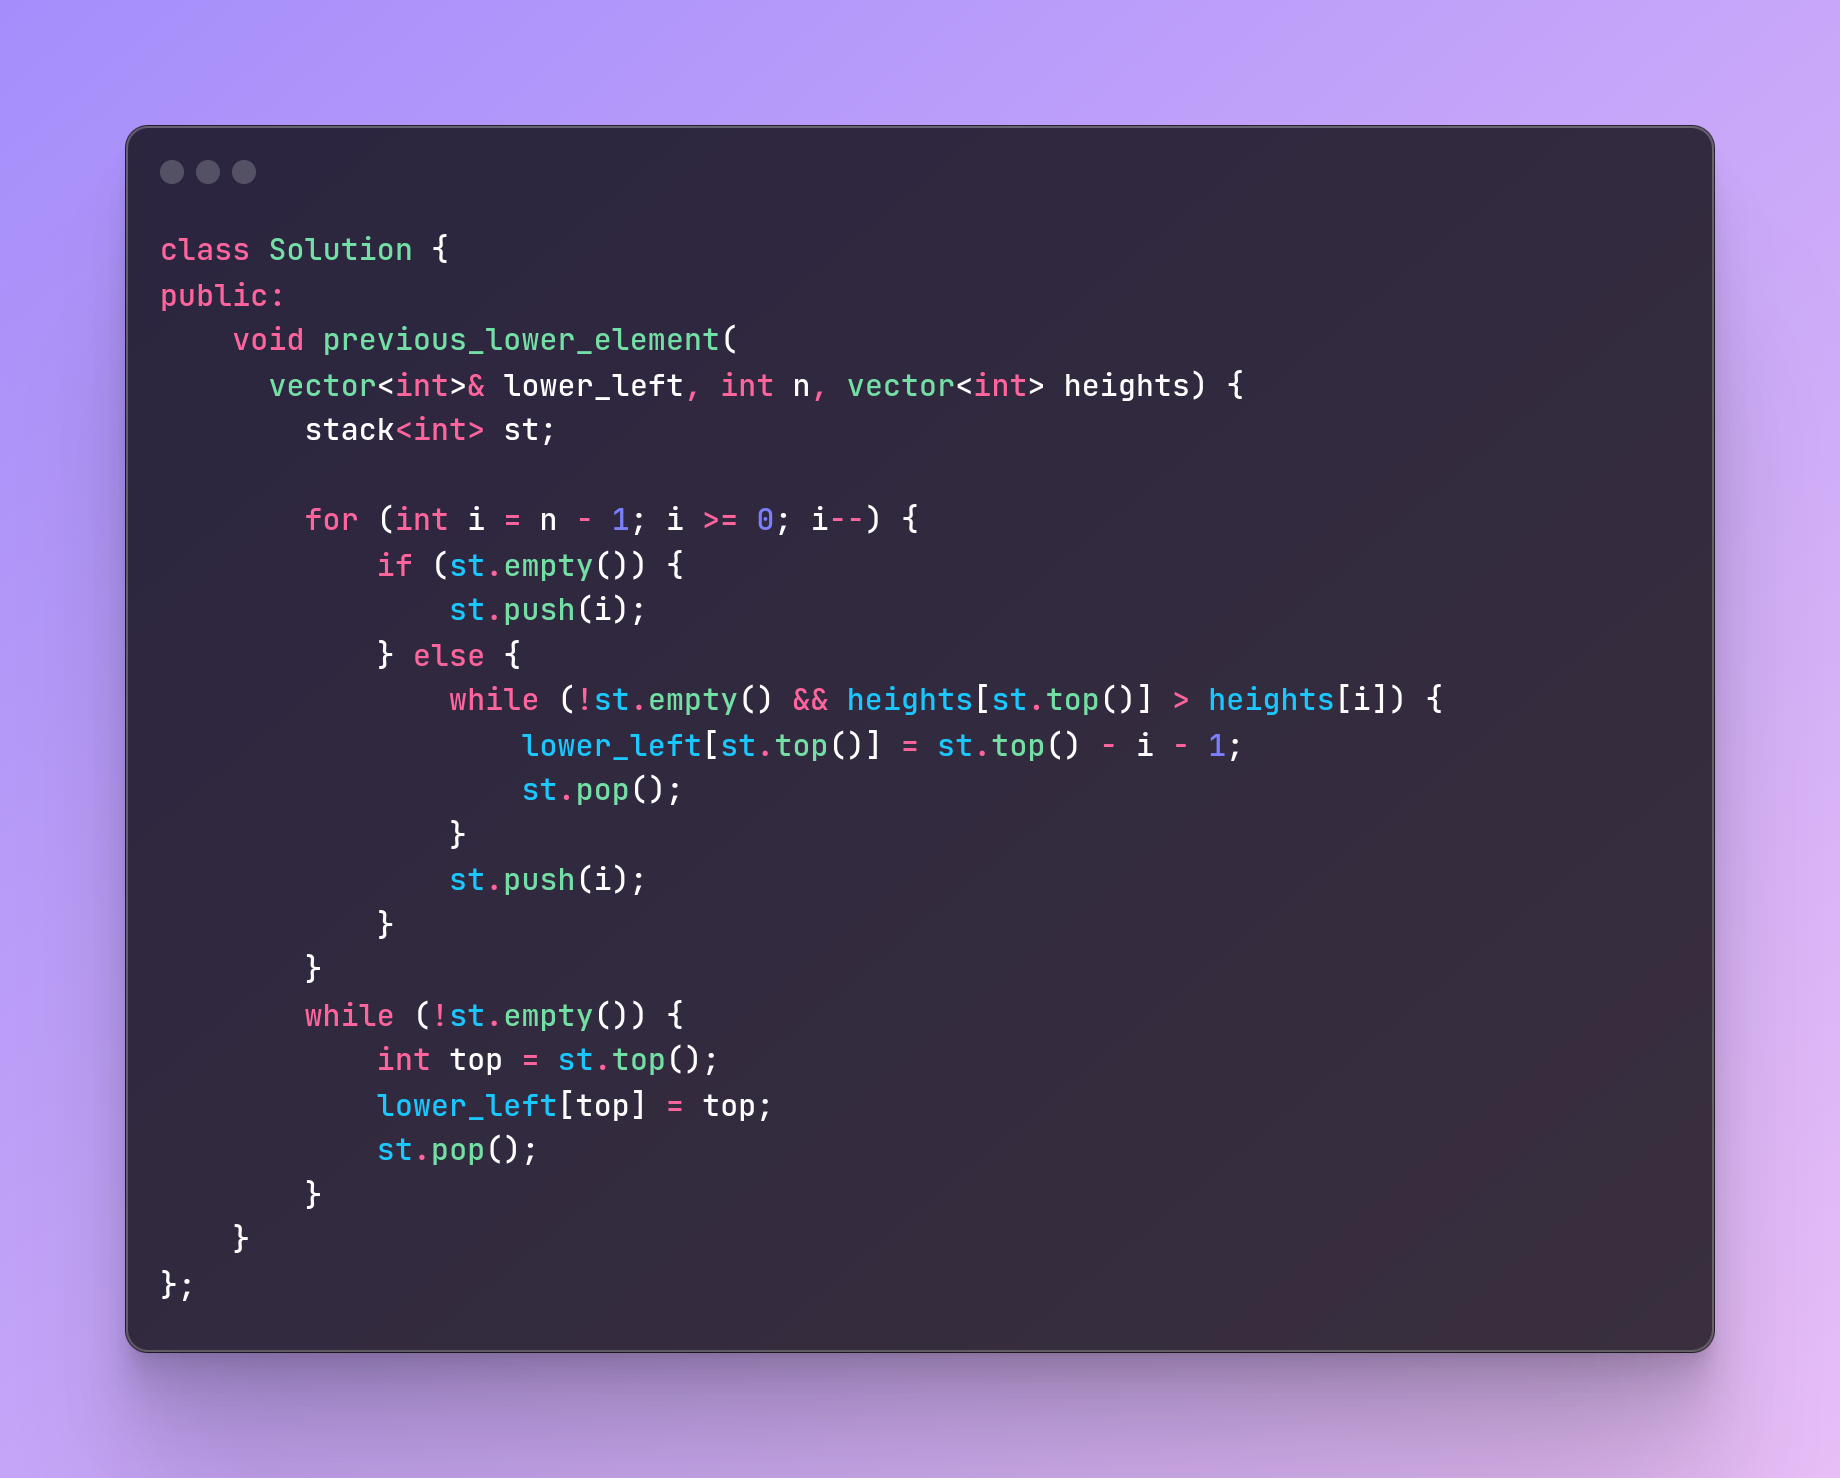 class Solution {
public:
    void previous_lower_element(
      vector<int>& lower_left, int n, vector<int> heights) {
        stack<int> st;

        for (int i = n - 1; i >= 0; i--) {
            if (st.empty()) {
                st.push(i);
            } else {
                while (!st.empty() && heights[st.top()] > heights[i]) {
                    lower_left[st.top()] = st.top() - i - 1;
                    st.pop();
                }
                st.push(i);
            }
        }
        while (!st.empty()) {
            int top = st.top();
            lower_left[top] = top;
            st.pop();
        }
    }
};